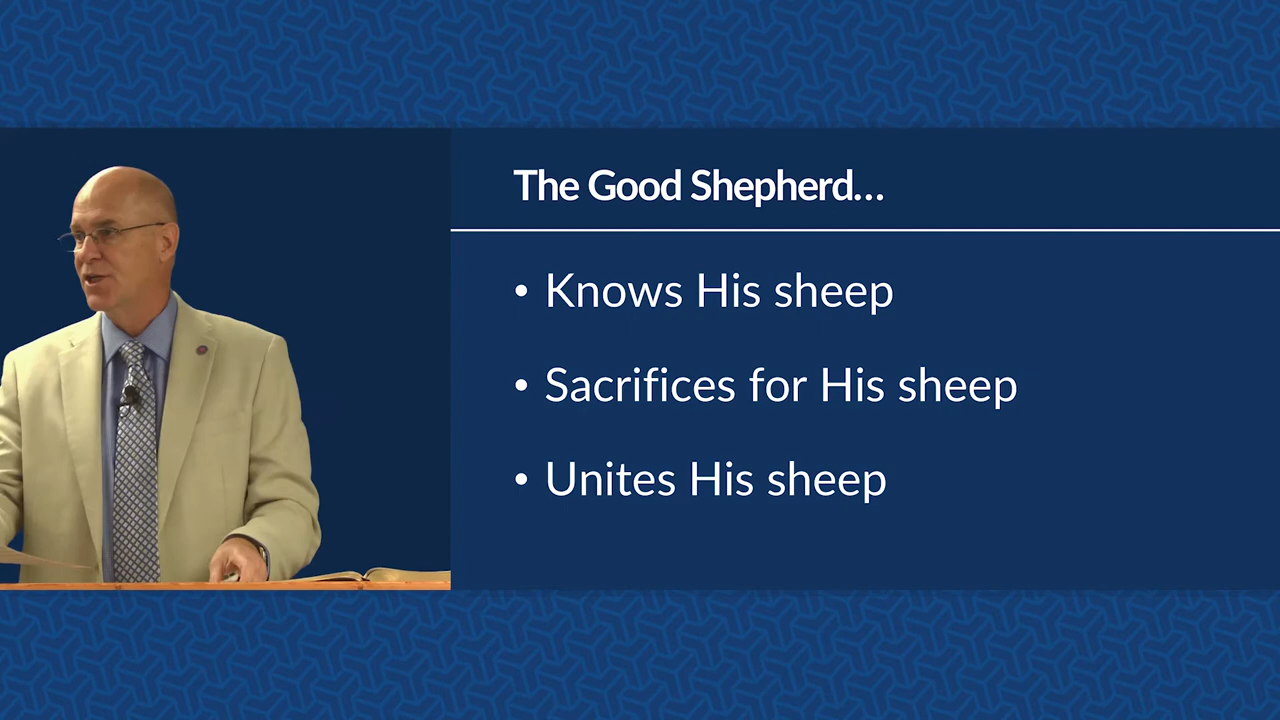 The Good Shepherd...
• Knows His sheep
• Sacrifices for His sheep
• Unites His sheep